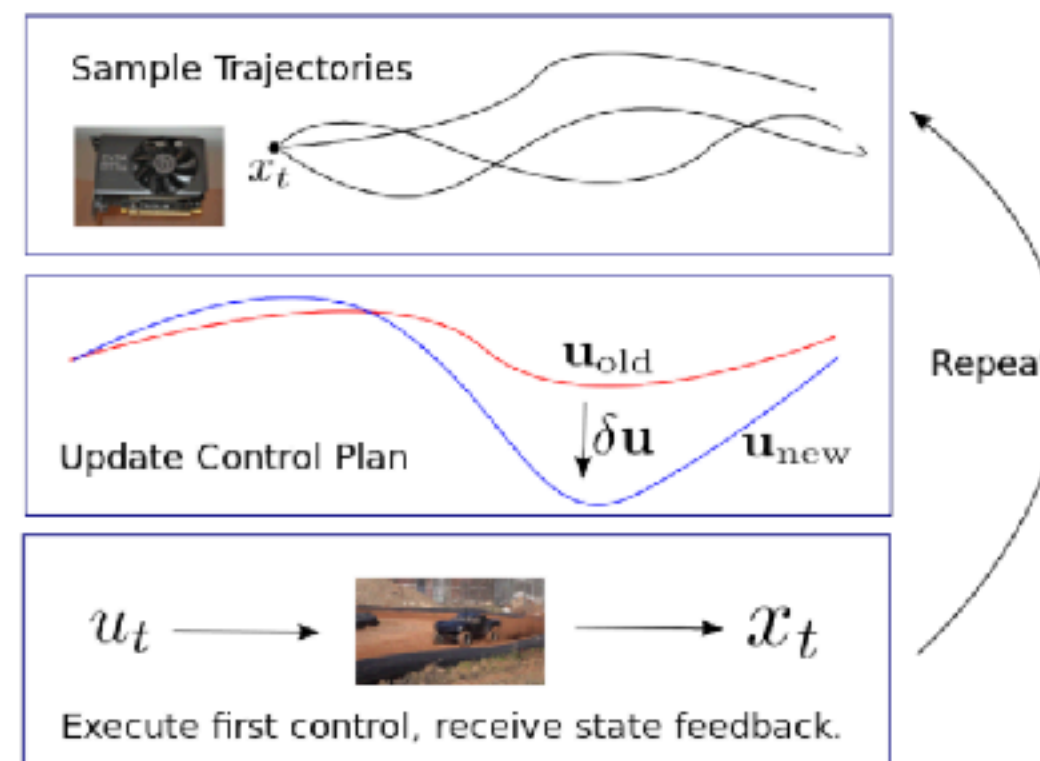 Sample Trajectories
x_t
u_old
δu
u_new
Update Control Plan
Repeat
u_t
x_t
Execute first control, receive state feedback.